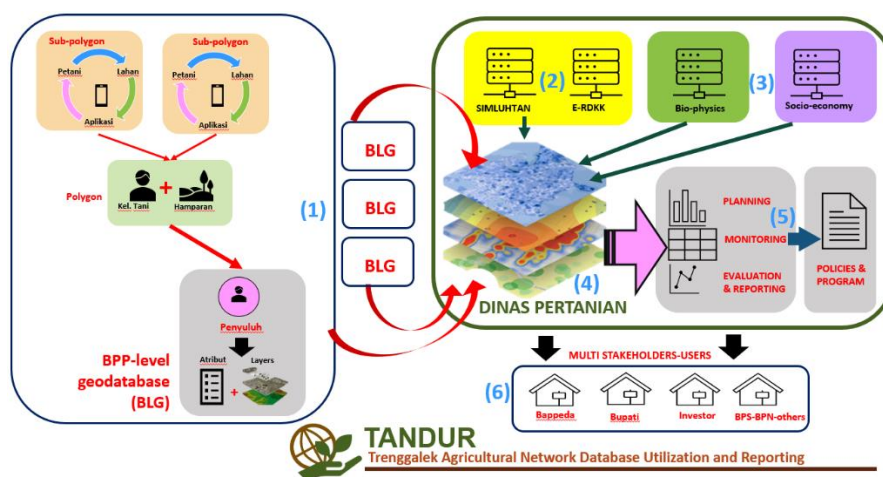 Sub-polygon
Petani
Lahan
Aplikasi
Sub-polygon
Petani
Lahan
Aplikasi
Polygon
Kel. Tani
+
Hamparan
(1)
Penyuluh
BPP-level
geodatabase
(BLG)
Atribut
+
Layers
BLG
BLG
BLG
(2)
SIMLUHTAN
E-RDKK
(3)
Bio-physics
Socio-economy
(4)
DINAS PERTANIAN
PLANNING
(5)
MONITORING
EVALUATION
& REPORTING
POLICIES &
PROGRAM
MULTI STAKEHOLDERS-USERS
(6)
Bappeda
Bupati
Investor
BPS-BPN-others
TANDUR
Trenggalek Agricultural Network Database Utilization and Reporting